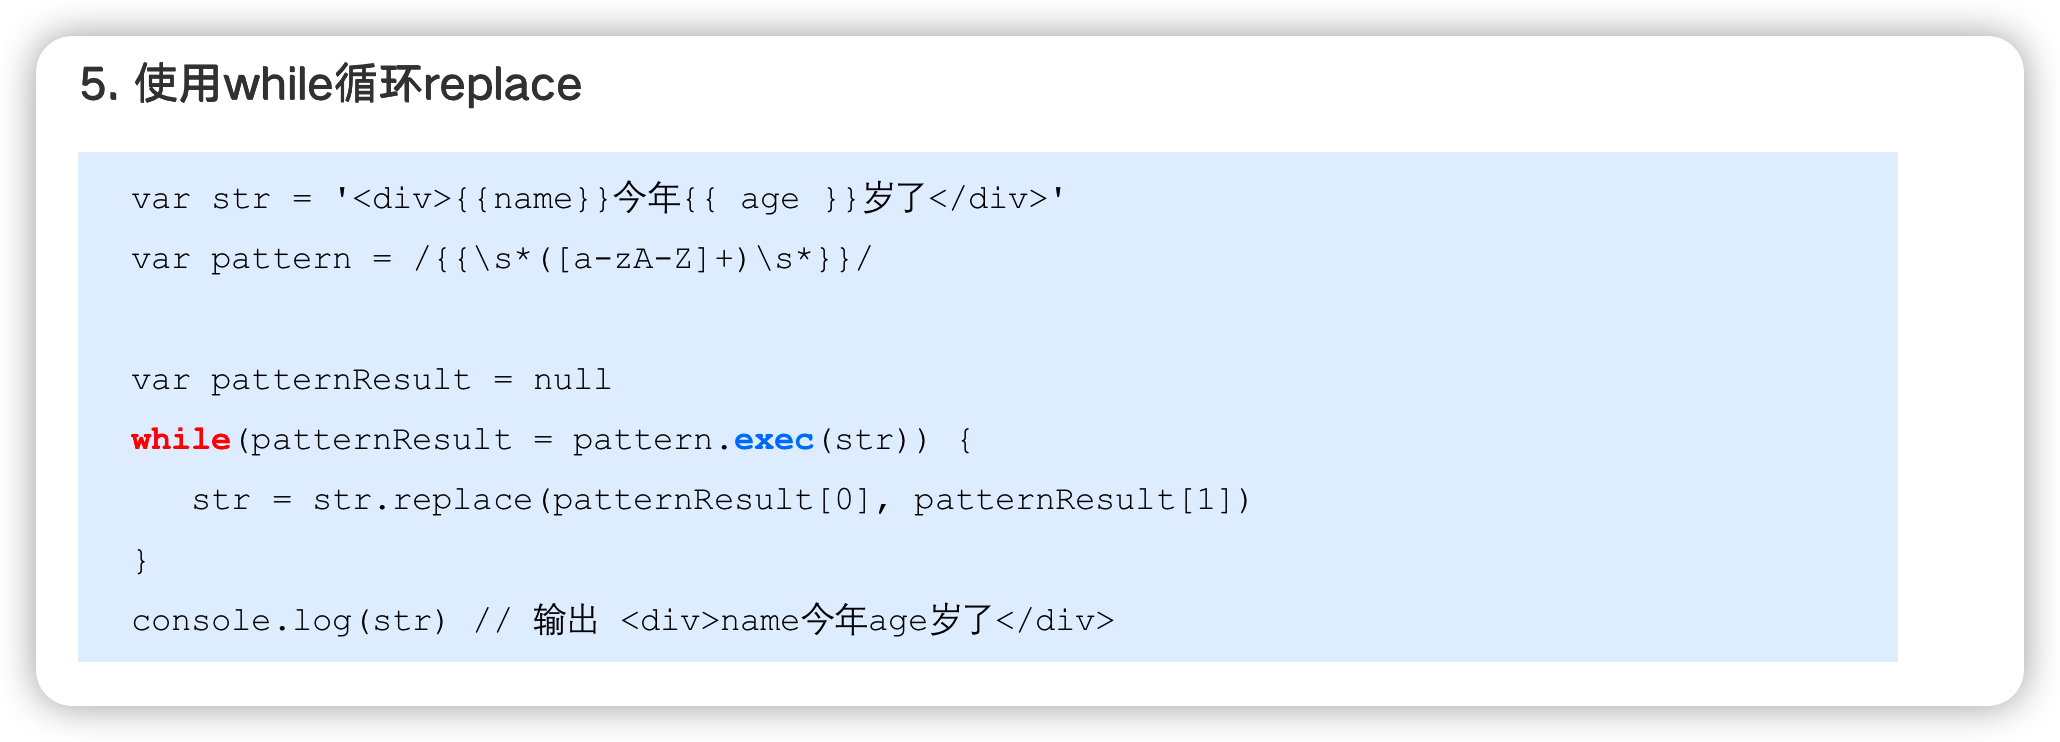 5. 使用while循环replace
var str = '<div>{{name}}今年{{ age }}岁了</div>'
var pattern = /{{\s*([a-zA-Z]+)\s*}}/
var patternResult = null
while(patternResult = pattern.exec(str)) {
   str = str.replace(patternResult[0], patternResult[1])
}
console.log(str) // 输出 <div>name今年age岁了</div>